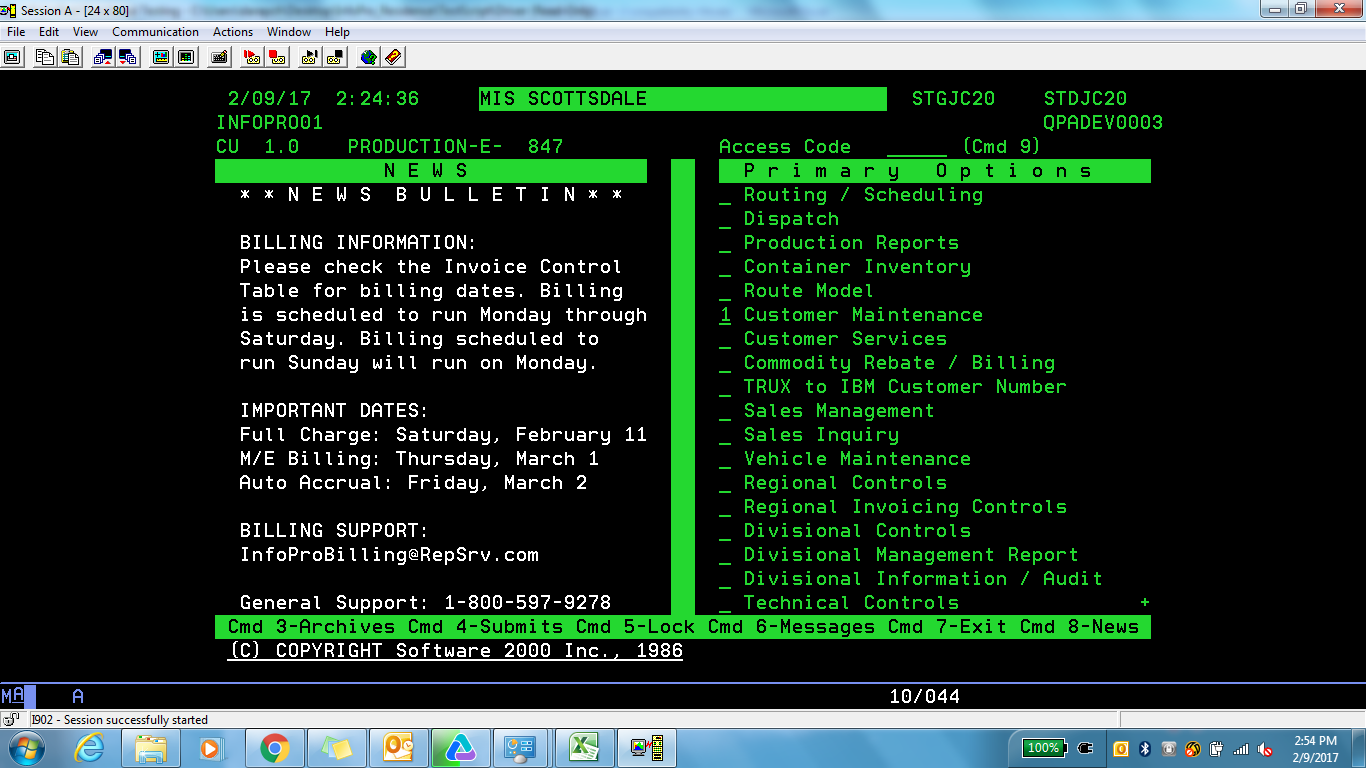 Session A - [24 x 80]
File Edit View Communication Actions Window Help
2/09/17 2:24:36 MIS SCOTTSDALE STGJC20 STDJC20
INFOPRO01 QPADEV0003
CU 1.0 PRODUCTION-E- 847 Access Code ______ (Cmd 9)
N E W S P r i m a r y O p t i o n s
* * N E W S B U L L E T I N * * _ Routing / Scheduling
_ Dispatch
BILLING INFORMATION: _ Production Reports
Please check the Invoice Control _ Container Inventory
Table for billing dates. Billing _ Route Model
is scheduled to run Monday through 1 Customer Maintenance
Saturday. Billing scheduled to _ Customer Services
run Sunday will run on Monday. _ Commodity Rebate / Billing
_ TRUX to IBM Customer Number
IMPORTANT DATES: _ Sales Management
Full Charge: Saturday, February 11 _ Sales Inquiry
M/E Billing: Thursday, March 1 _ Vehicle Maintenance
Auto Accrual: Friday, March 2 _ Regional Controls
_ Regional Invoicing Controls
BILLING SUPPORT: _ Divisional Controls
InfoProBilling@RepSrv.com _ Divisional Management Report
_ Divisional Information / Audit
General Support: 1-800-597-9278 _ Technical Controls +
Cmd 3-Archives Cmd 4-Submits Cmd 5-Lock Cmd 6-Messages Cmd 7-Exit Cmd 8-News
(C) COPYRIGHT Software 2000 Inc., 1986
MA A 10/044
I902 - Session successfully started
100% 2:54 PM
2/9/2017